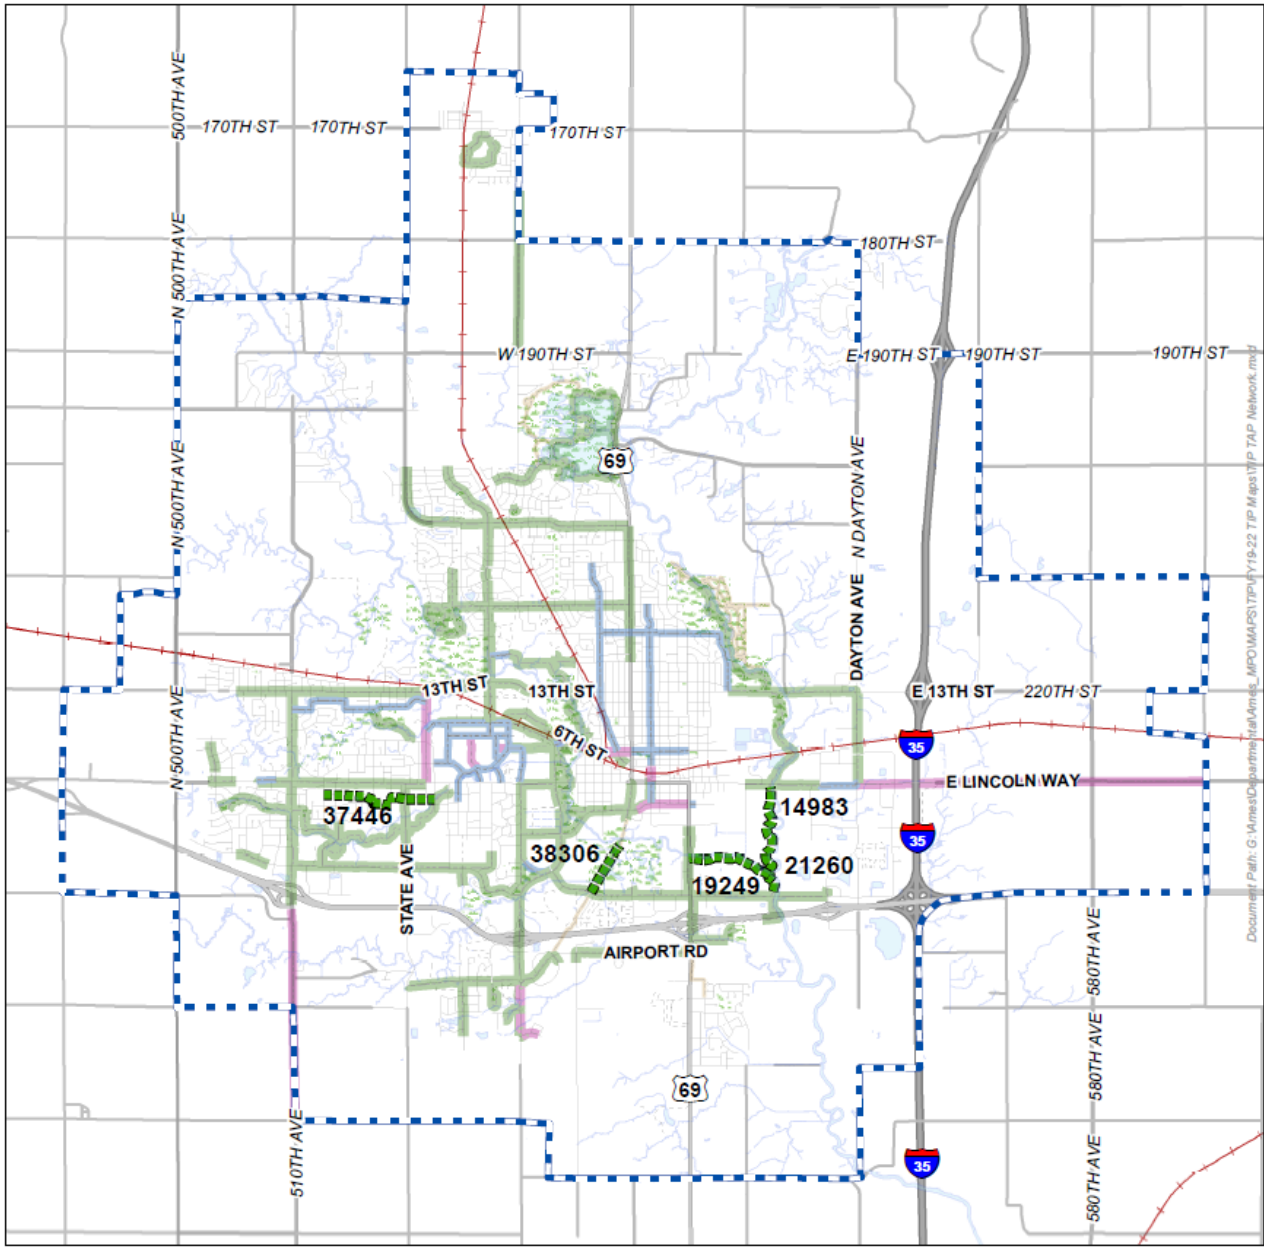 500TH AVE
170TH ST
170TH ST
170TH ST
N 500TH AVE
180TH ST
W 190TH ST
E 190TH ST
190TH ST
190TH ST
69
N 500TH AVE
N DAYTON AVE
DAYTON AVE
Document Path: G:\Ames\Departmental\Ames_MPO\MAPS\TIP\FY19-22 TIP Maps\TIP TAP Network.mxd
13TH ST
13TH ST
E 13TH ST
220TH ST
N 500TH AVE
6TH ST
35
E LINCOLN WAY
37446
14983
35
38306
21260
19249
STATE AVE
AIRPORT RD
580TH AVE
580TH AVE
69
510TH AVE
35
580TH AVE